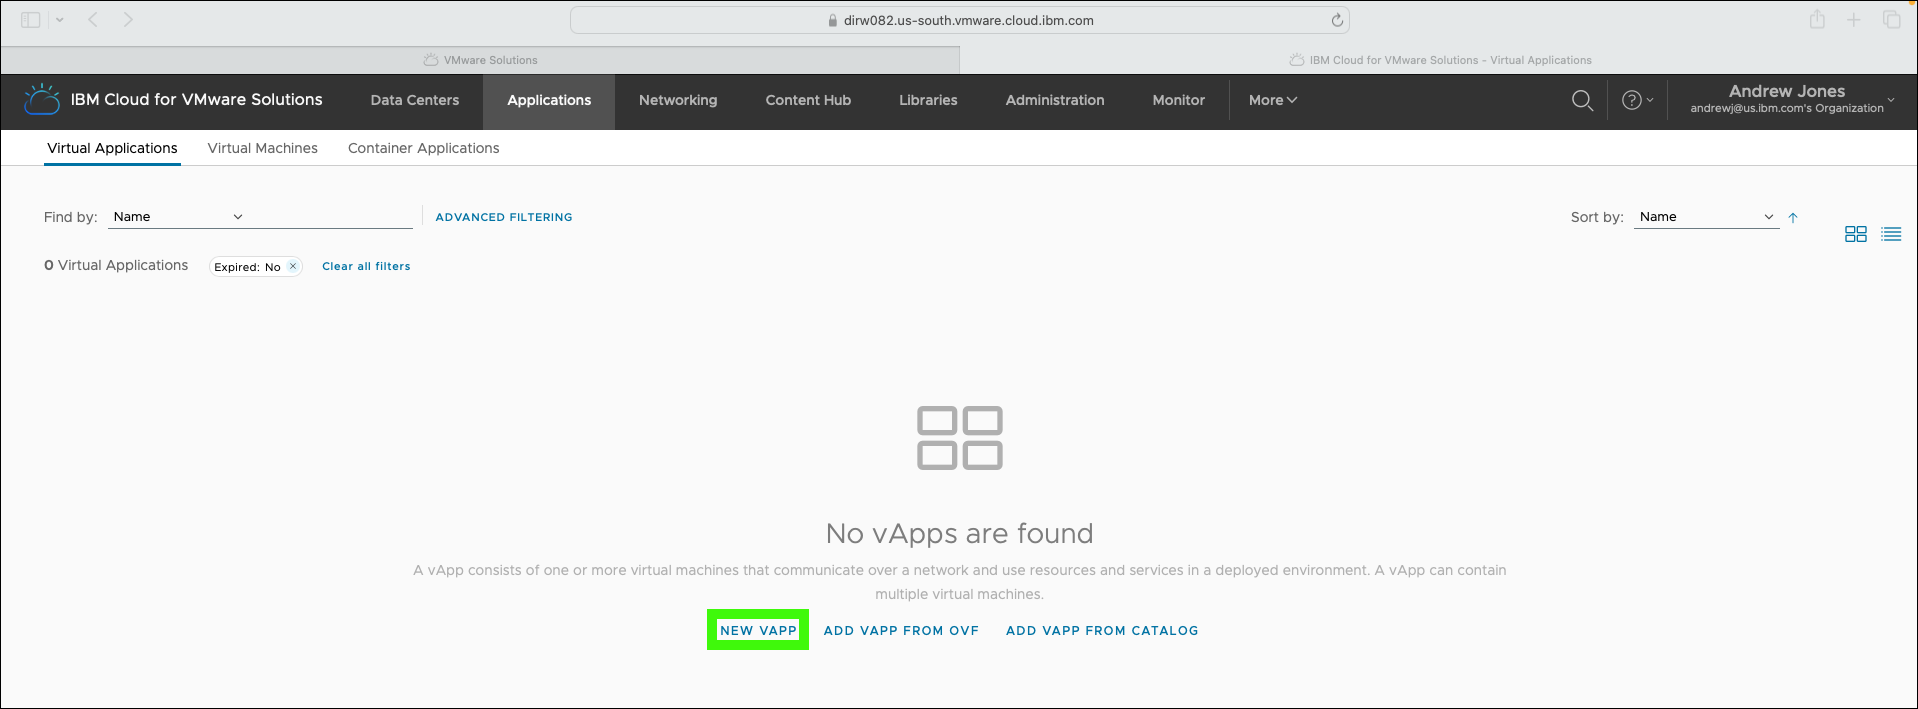 dirw082.us-south.vmware.cloud.ibm.com
VMware Solutions
IBM Cloud for VMware Solutions - Virtual Applications
IBM Cloud for VMware Solutions
Data Centers
Applications
Networking
Content Hub
Libraries
Administration
Monitor
More
?
Andrew Jones
andrewj@us.ibm.com's Organization
Virtual Applications
Virtual Machines
Container Applications
Find by: Name
ADVANCED FILTERING
Sort by: Name
0 Virtual Applications
Expired: No
Clear all filters
No vApps are found
A vApp consists of one or more virtual machines that communicate over a network and use resources and services in a deployed environment. A vApp can contain
multiple virtual machines.
NEW VAPP
ADD VAPP FROM OVF
ADD VAPP FROM CATALOG